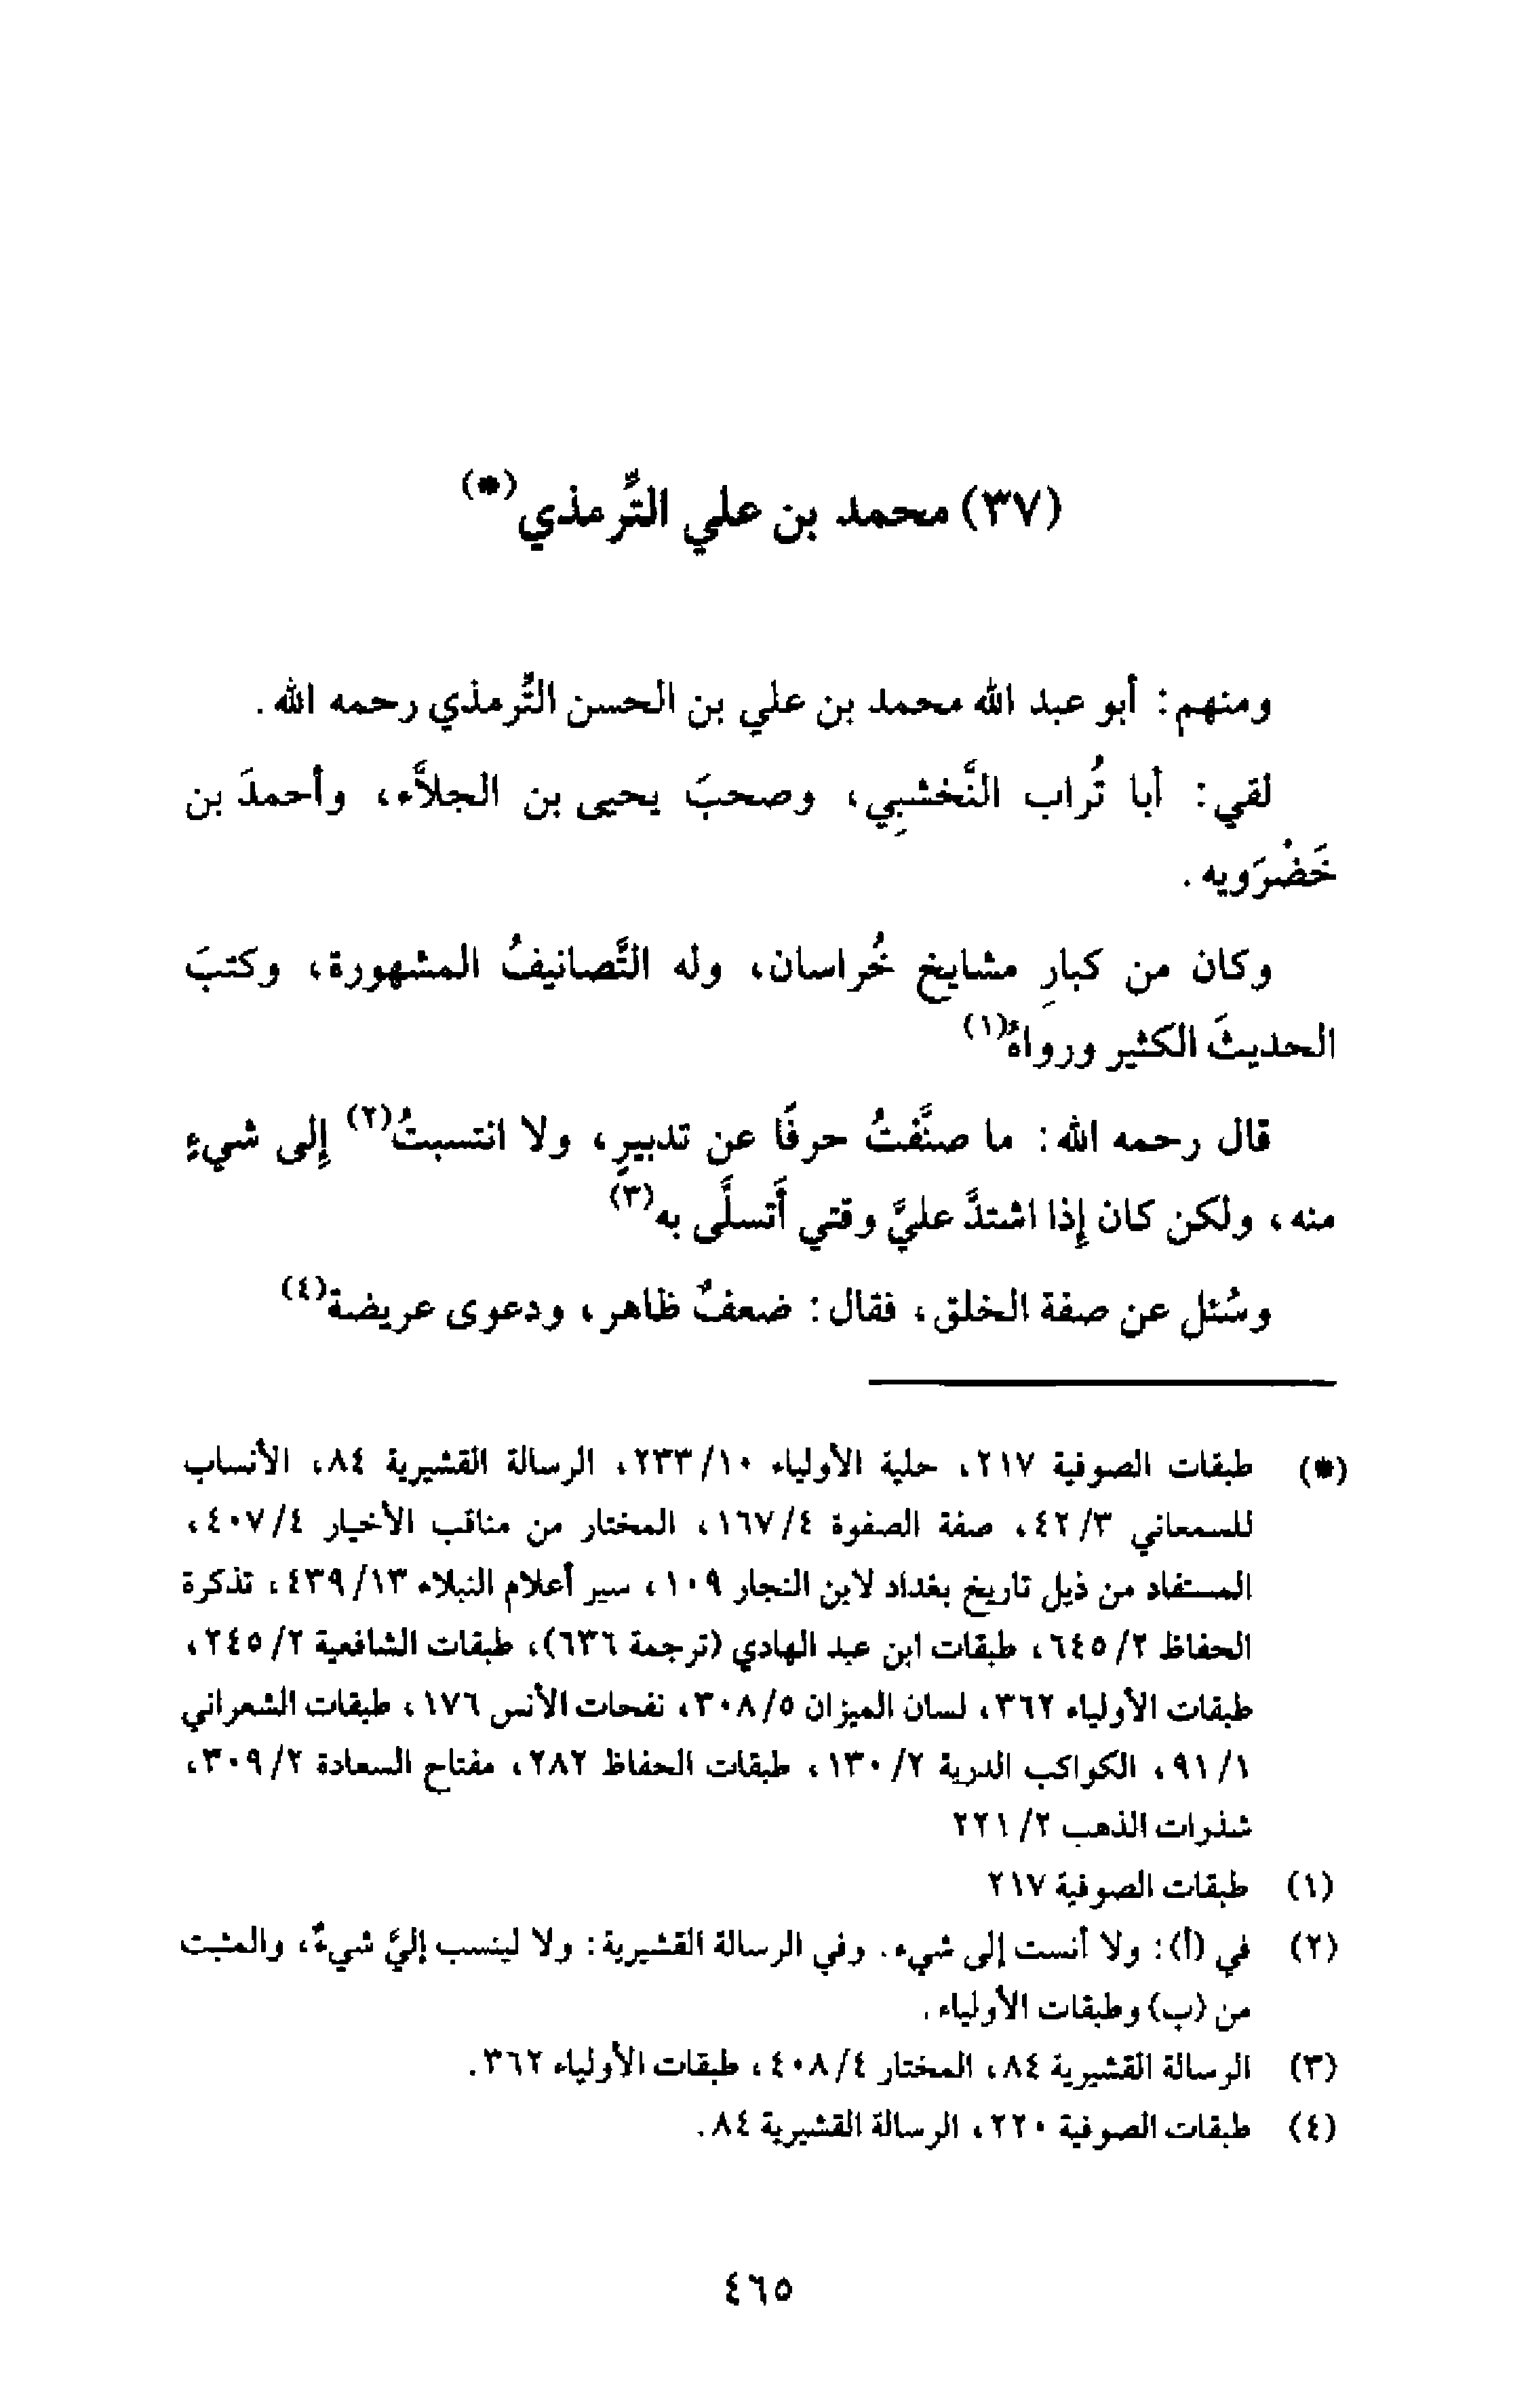 (٣٧) محمد بن علي التِّرمذي(*)
ومنهم: أبو عبد الله محمد بن علي بن الحسن التِّرمذي رحمه الله.
لقي: أبا تُراب النَّخشبِي، وصحبَ يحيى بن الجلاَّء، وأحمدَ بن
خَضْرَويه.
وكان من كبارِ مشايخ خُراسان، وله التَّصانيفُ المشهورة، وكتبَ
الحديثَ الكثير ورواهُ(١)
قال رحمه الله: ما صنَّفتُ حرفًا عن تدبيرٍ، ولا انتسبتُ(٢) إلى شيءٍ
منه، ولكن كان إذا اشتدَّ عليَّ وقتي أَتسلَّى به(٣)
وسُئل عن صفة الخلق، فقال: ضعفٌ ظاهر، ودعوى عريضة(٤)
(*) طبقات الصوفية ٢١٧، حلية الأولياء ١٠/ ٢٣٣، الرسالة القشيرية ٨٤، الأنساب
للسمعاني ٣/ ٤٢، صفة الصفوة ٤/ ١٦٧، المختار من مناقب الأخيار ٤/ ٤٠٧،
المستفاد من ذيل تاريخ بغداد لابن النجار ١٠٩، سير أعلام النبلاء ١٣/ ٤٣٩، تذكرة
الحفاظ ٢/ ٦٤٥، طبقات ابن عبد الهادي (ترجمة ٦٣٦)، طبقات الشافعية ٢/ ٢٤٥،
طبقات الأولياء ٣٦٢، لسان الميزان ٥/ ٣٠٨، نفحات الأنس ١٧٦، طبقات الشعراني
١/ ٩١، الكواكب الدرية ٢/ ١٣٠، طبقات الحفاظ ٢٨٢، مفتاح السعادة ٢/ ٣٠٩،
شذرات الذهب ٢/ ٢٢١
(١) طبقات الصوفية ٢١٧
(٢) في (أ): ولا أنست إلى شيء. وفي الرسالة القشيرية: ولا لينسب إليَّ شيءٌ، والمثبت
من (ب) وطبقات الأولياء.
(٣) الرسالة القشيرية ٨٤، المختار ٤/ ٤٠٨، طبقات الأولياء ٣٦٢.
(٤) طبقات الصوفية ٢٢٠، الرسالة القشيرية ٨٤.
٤٦٥